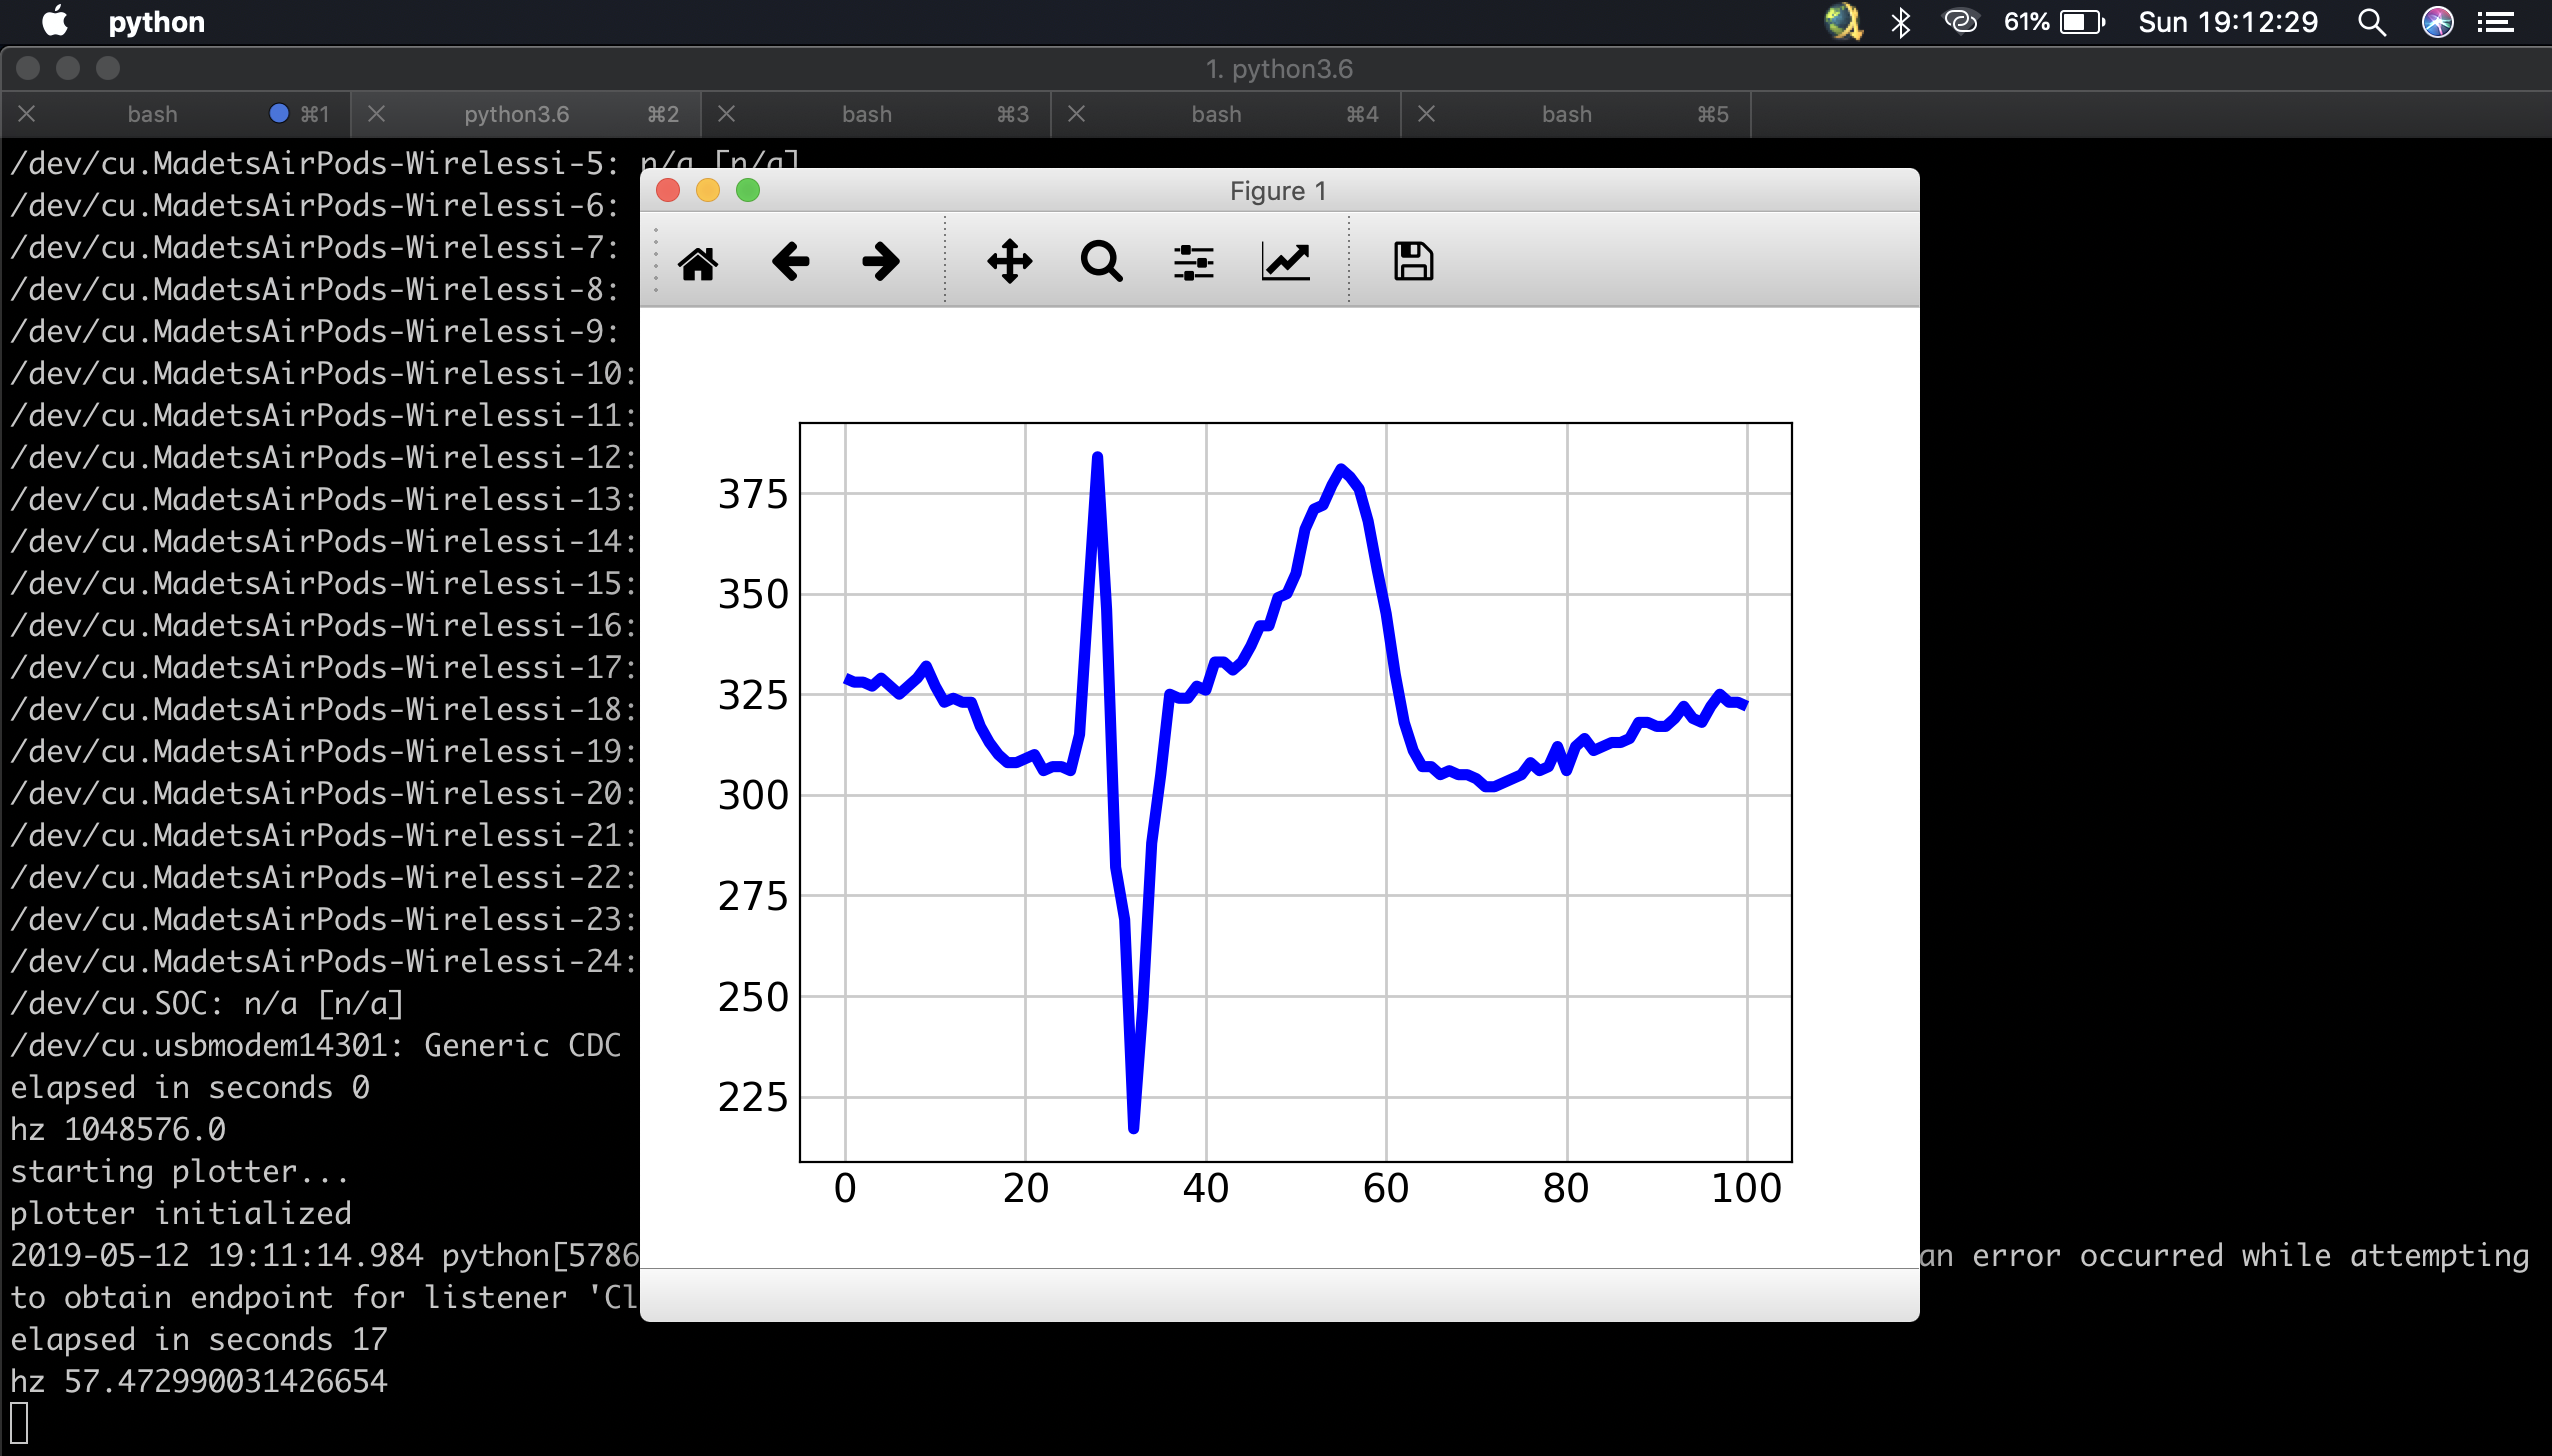 python 61% Sun 19:12:29
1. python3.6
bash ⌘1 python3.6 ⌘2 bash ⌘3 bash ⌘4 bash ⌘5
/dev/cu.MadetsAirPods-Wirelessi-5: n/a [n/a]
/dev/cu.MadetsAirPods-Wirelessi-6:
/dev/cu.MadetsAirPods-Wirelessi-7:
/dev/cu.MadetsAirPods-Wirelessi-8:
/dev/cu.MadetsAirPods-Wirelessi-9:
/dev/cu.MadetsAirPods-Wirelessi-10:
/dev/cu.MadetsAirPods-Wirelessi-11:
/dev/cu.MadetsAirPods-Wirelessi-12:
/dev/cu.MadetsAirPods-Wirelessi-13:
/dev/cu.MadetsAirPods-Wirelessi-14:
/dev/cu.MadetsAirPods-Wirelessi-15:
/dev/cu.MadetsAirPods-Wirelessi-16:
/dev/cu.MadetsAirPods-Wirelessi-17:
/dev/cu.MadetsAirPods-Wirelessi-18:
/dev/cu.MadetsAirPods-Wirelessi-19:
/dev/cu.MadetsAirPods-Wirelessi-20:
/dev/cu.MadetsAirPods-Wirelessi-21:
/dev/cu.MadetsAirPods-Wirelessi-22:
/dev/cu.MadetsAirPods-Wirelessi-23:
/dev/cu.MadetsAirPods-Wirelessi-24:
/dev/cu.SOC: n/a [n/a]
/dev/cu.usbmodem14301: Generic CDC
elapsed in seconds 0
hz 1048576.0
starting plotter...
plotter initialized
2019-05-12 19:11:14.984 python[5786 an error occurred while attempting
to obtain endpoint for listener 'Cl
elapsed in seconds 17
hz 57.472990031426654
Figure 1
375
350
325
300
275
250
225
0 20 40 60 80 100